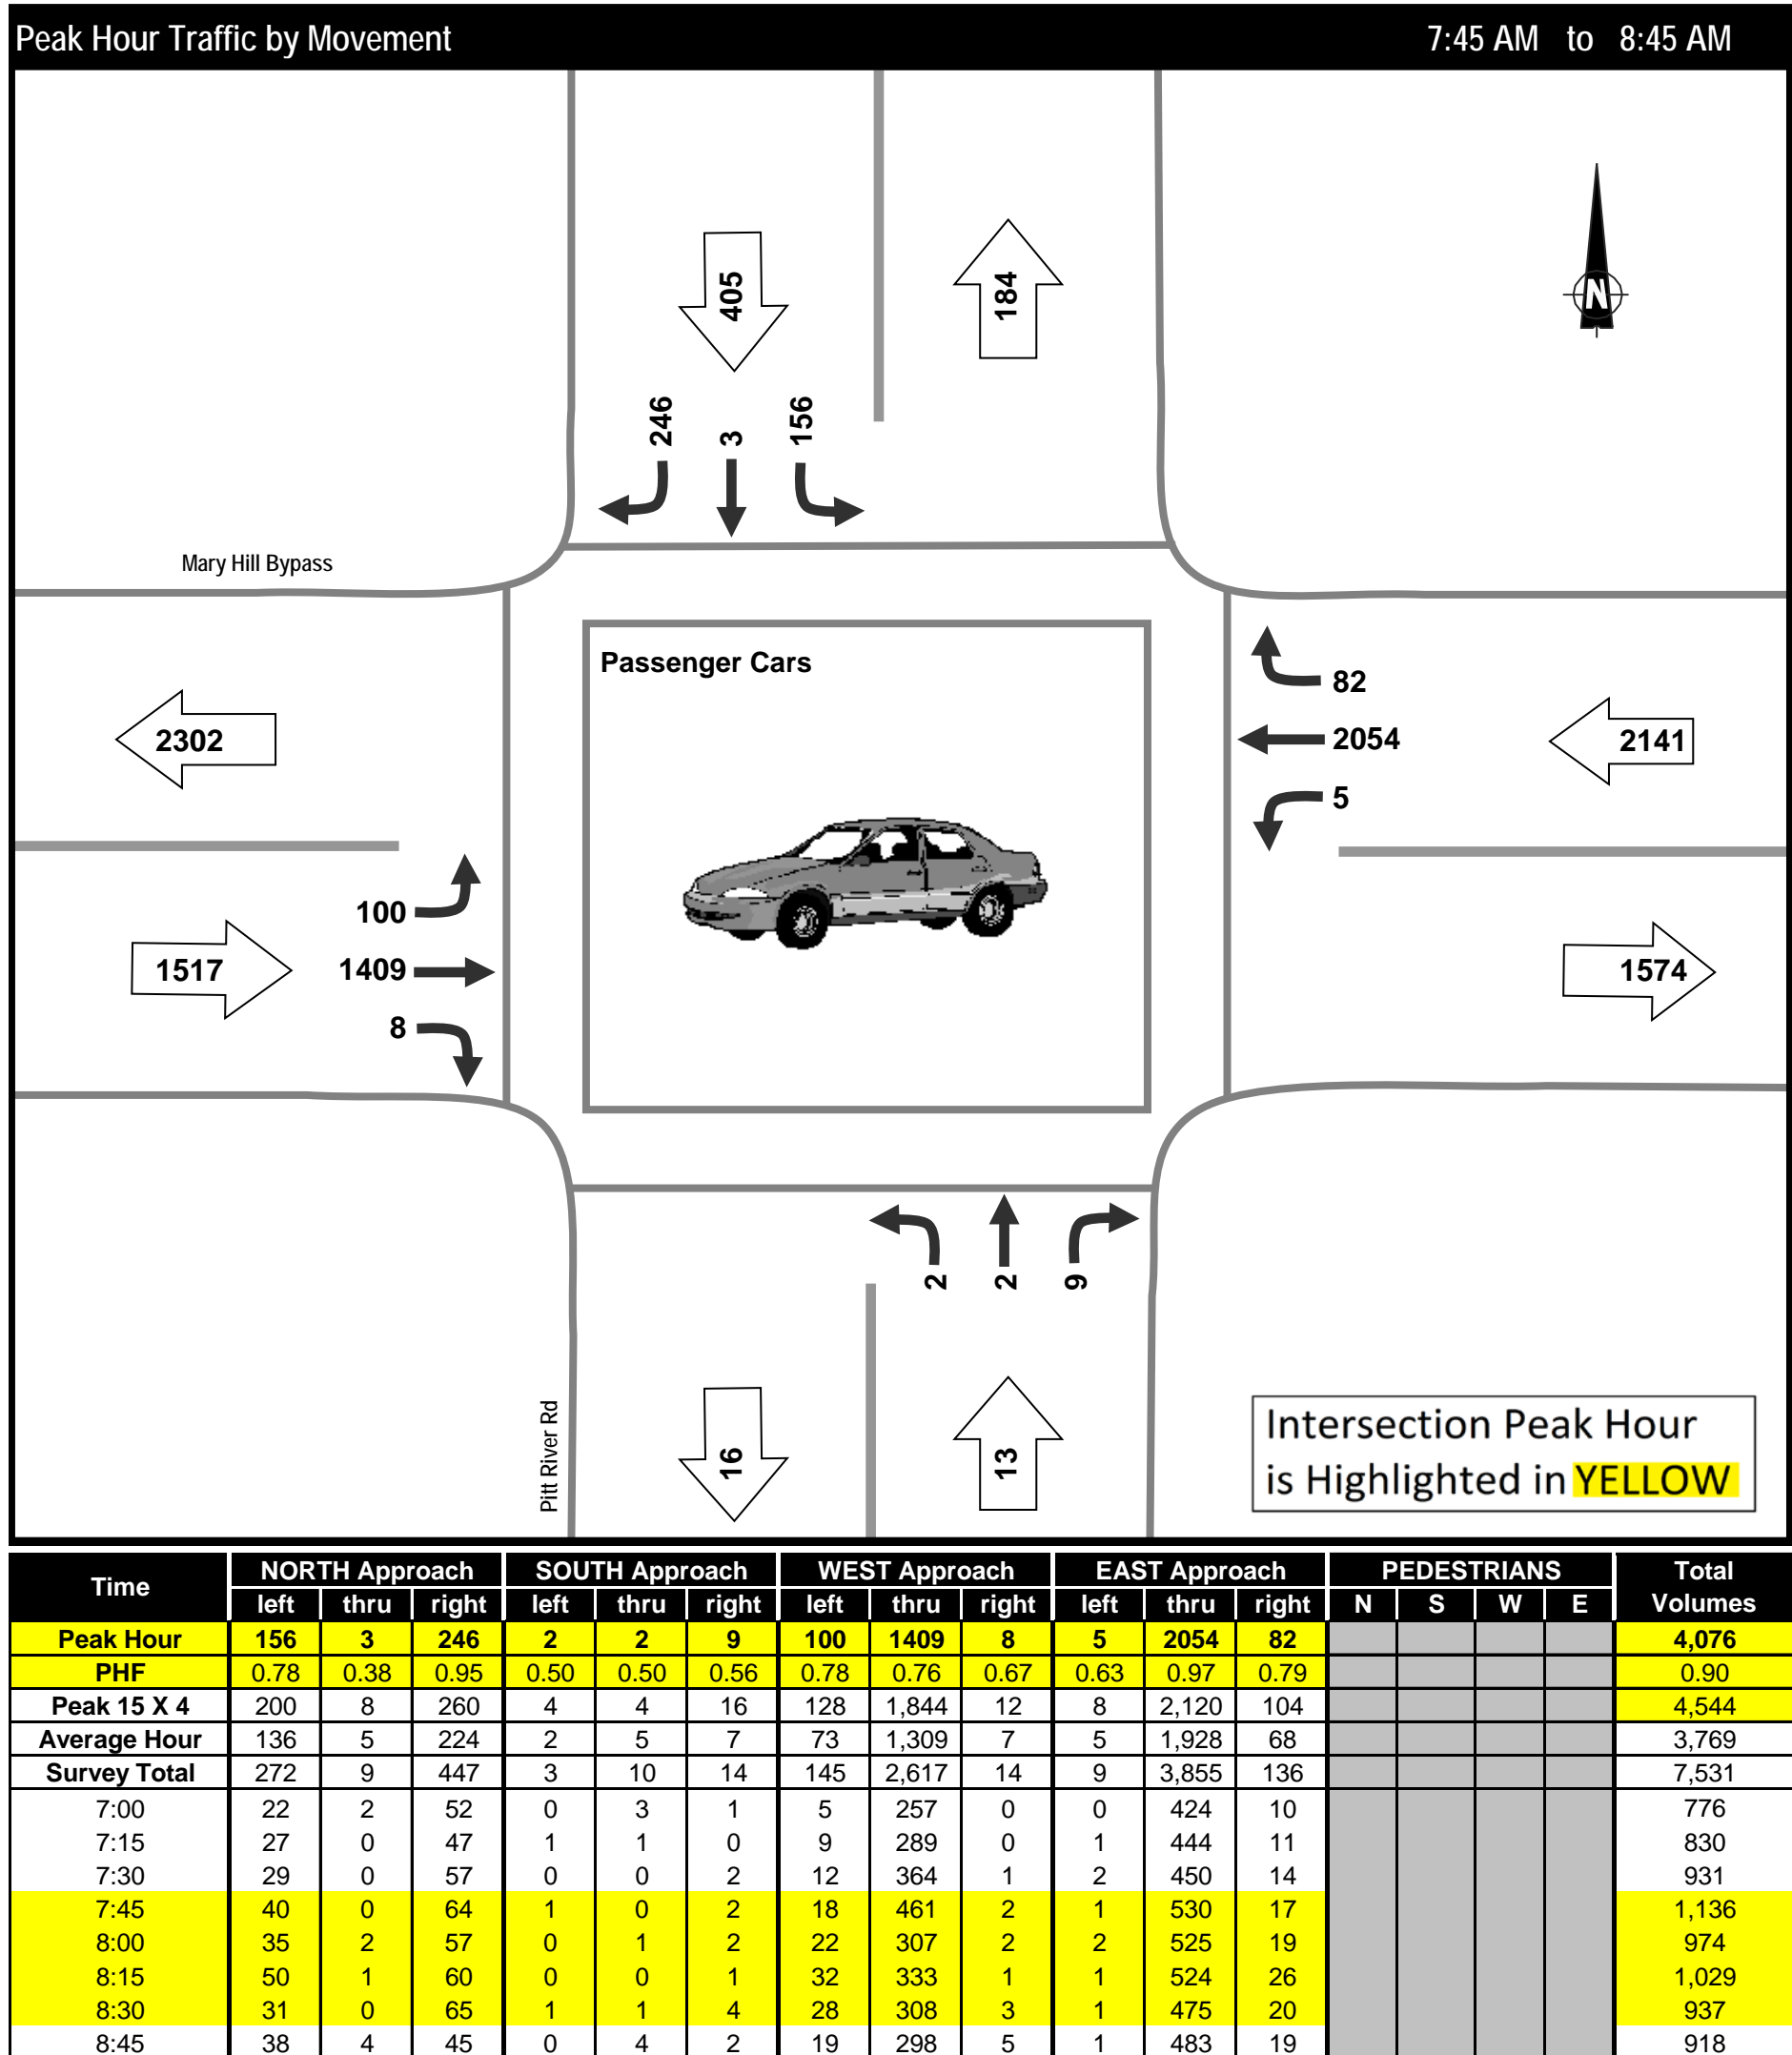 Peak Hour Traffic by Movement 7:45 AM to 8:45 AM
405
184
N
246 3 156
Mary Hill Bypass
Passenger Cars
82
2302
2054
2141
5
100
1517
1409
1574
8
2 2 9
Pitt River Rd
16
13
Intersection Peak Hour
is Highlighted in YELLOW
Time NORTH Approach SOUTH Approach WEST Approach EAST Approach PEDESTRIANS Total
left thru right left thru right left thru right left thru right N S W E Volumes
Peak Hour 156 3 246 2 2 9 100 1409 8 5 2054 82 4,076
PHF 0.78 0.38 0.95 0.50 0.50 0.56 0.78 0.76 0.67 0.63 0.97 0.79 0.90
Peak 15 X 4 200 8 260 4 4 16 128 1,844 12 8 2,120 104 4,544
Average Hour 136 5 224 2 5 7 73 1,309 7 5 1,928 68 3,769
Survey Total 272 9 447 3 10 14 145 2,617 14 9 3,855 136 7,531
7:00 22 2 52 0 3 1 5 257 0 0 424 10 776
7:15 27 0 47 1 1 0 9 289 0 1 444 11 830
7:30 29 0 57 0 0 2 12 364 1 2 450 14 931
7:45 40 0 64 1 0 2 18 461 2 1 530 17 1,136
8:00 35 2 57 0 1 2 22 307 2 2 525 19 974
8:15 50 1 60 0 0 1 32 333 1 1 524 26 1,029
8:30 31 0 65 1 1 4 28 308 3 1 475 20 937
8:45 38 4 45 0 4 2 19 298 5 1 483 19 918